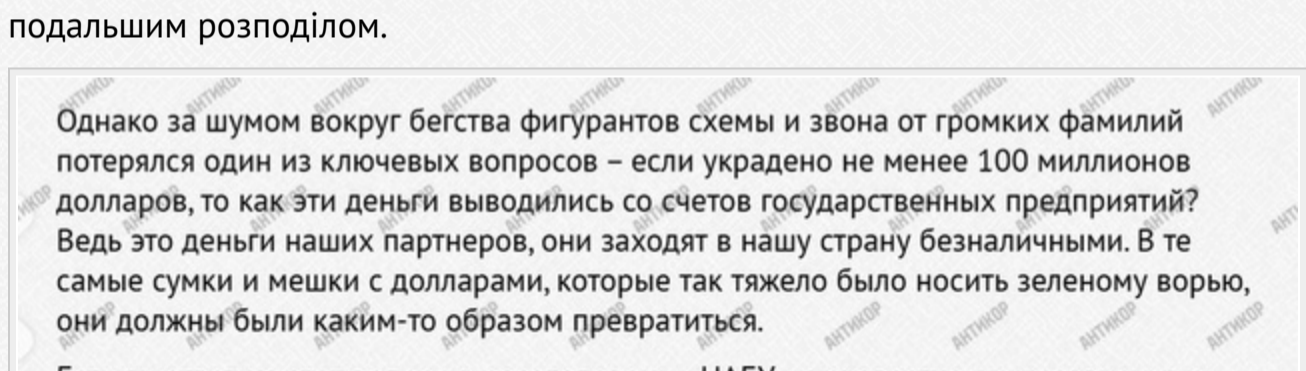 подальшим розподілом.
Однако за шумом вокруг бегства фигурантов схемы и звона от громких фамилий
потерялся один из ключевых вопросов – если украдено не менее 100 миллионов
долларов, то как эти деньги выводились со счетов государственных предприятий?
Ведь это деньги наших партнеров, они заходят в нашу страну безналичными. В те
самые сумки и мешки с долларами, которые так тяжело было носить зеленому ворью,
они должны были каким-то образом превратиться.
АНТИКОР